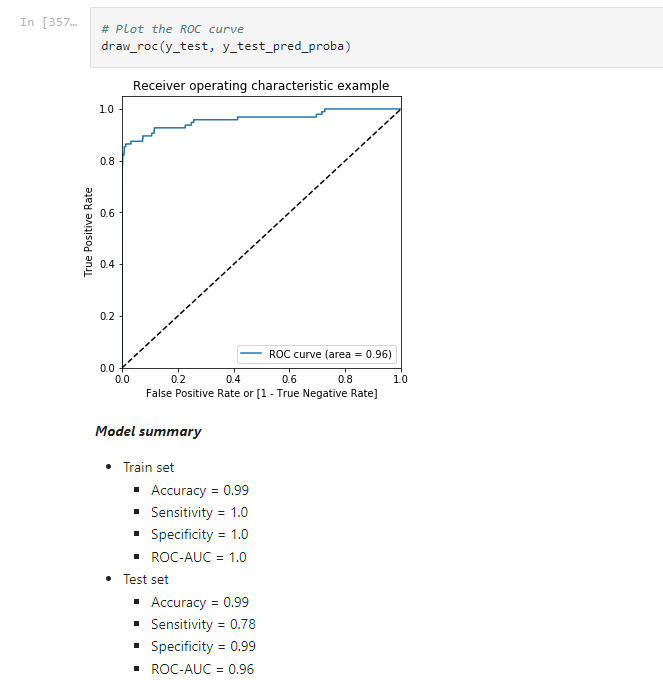 In [357…
# Plot the ROC curve
draw_roc(y_test, y_test_pred_proba)
Receiver operating characteristic example
1.0
0.8
0.6
0.4
0.2
0.0
True Positive Rate
ROC curve (area = 0.96)
0.0 0.2 0.4 0.6 0.8 1.0
False Positive Rate or [1 - True Negative Rate]
Model summary
Train set
Accuracy = 0.99
Sensitivity = 1.0
Specificity = 1.0
ROC-AUC = 1.0
Test set
Accuracy = 0.99
Sensitivity = 0.78
Specificity = 0.99
ROC-AUC = 0.96